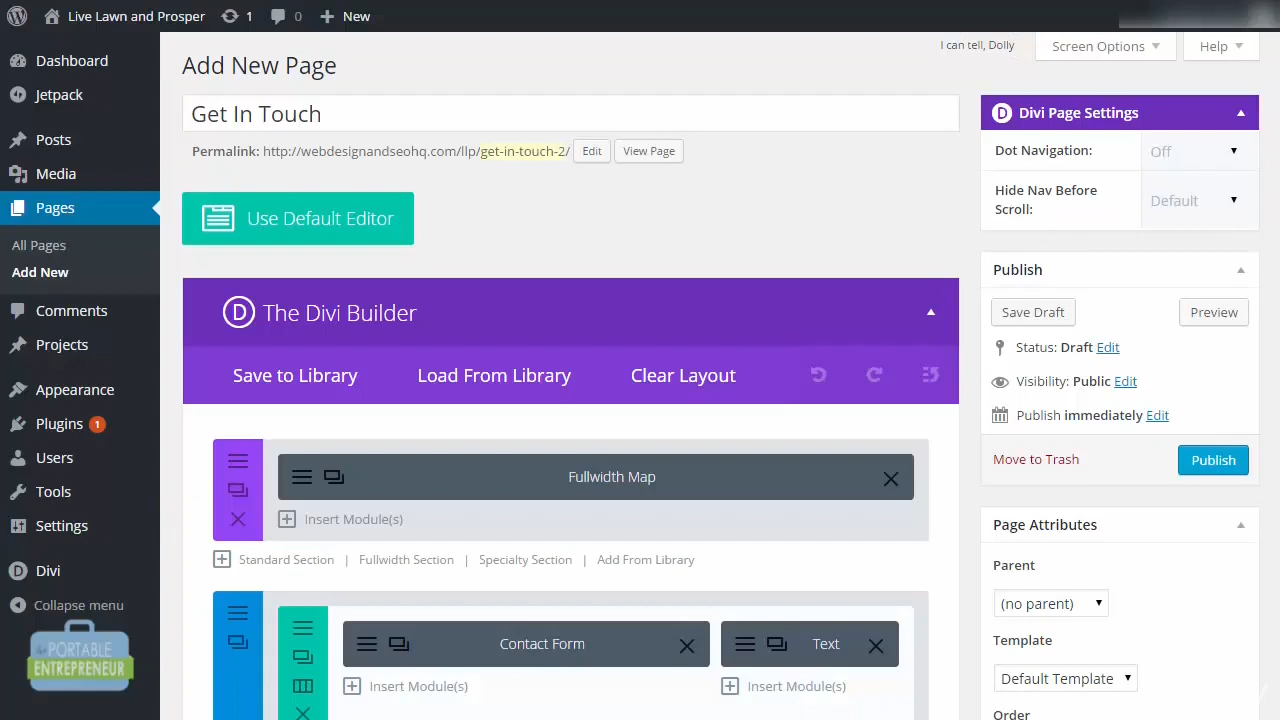 Live Lawn and Prosper
1
0
New
Dashboard
Jetpack
Posts
Media
Pages
All Pages
Add New
Comments
Projects
Appearance
Plugins 1
Users
Tools
Settings
Divi
Collapse menu
PORTABLE
ENTREPRENEUR
I can tell, Dolly
Screen Options
Help
Add New Page
Get In Touch
Permalink: http://webdesignandseohq.com/llp/get-in-touch-2/ Edit View Page
Use Default Editor
D The Divi Builder
Save to Library Load From Library Clear Layout
Fullwidth Map
Insert Module(s)
Standard Section | Fullwidth Section | Specialty Section | Add From Library
Contact Form
Text
Insert Module(s)
Insert Module(s)
D Divi Page Settings
Dot Navigation:
Off
Hide Nav Before
Scroll:
Default
Publish
Save Draft
Preview
Status: Draft Edit
Visibility: Public Edit
Publish immediately Edit
Move to Trash
Publish
Page Attributes
Parent
(no parent)
Template
Default Template
Order